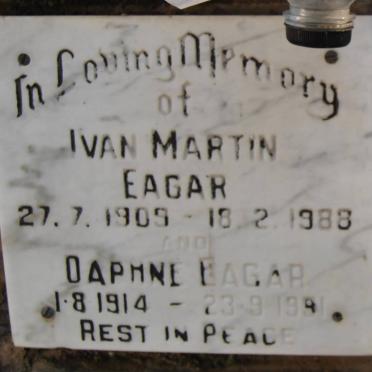 In Loving Memory
of
IVAN MARTIN
EAGAR
27. 7. 1909 - 18. 2. 1988
AND
DAPHNE EAGAR
1·8 1914 - 23·9 1991
REST IN PEACE